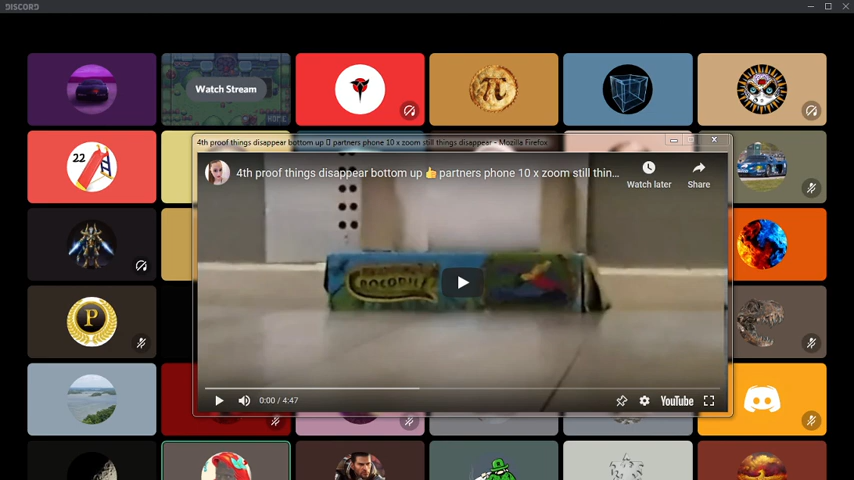 DISCORD
Watch Stream
HOPE
22
4th proof things disappear bottom up 👍 partners phone 10 x zoom still things disappear - Mozilla Firefox
4th proof things disappear bottom up 👍 partners phone 10 x zoom still thin...
Watch later
Share
P
0:00 / 4:47
YouTube